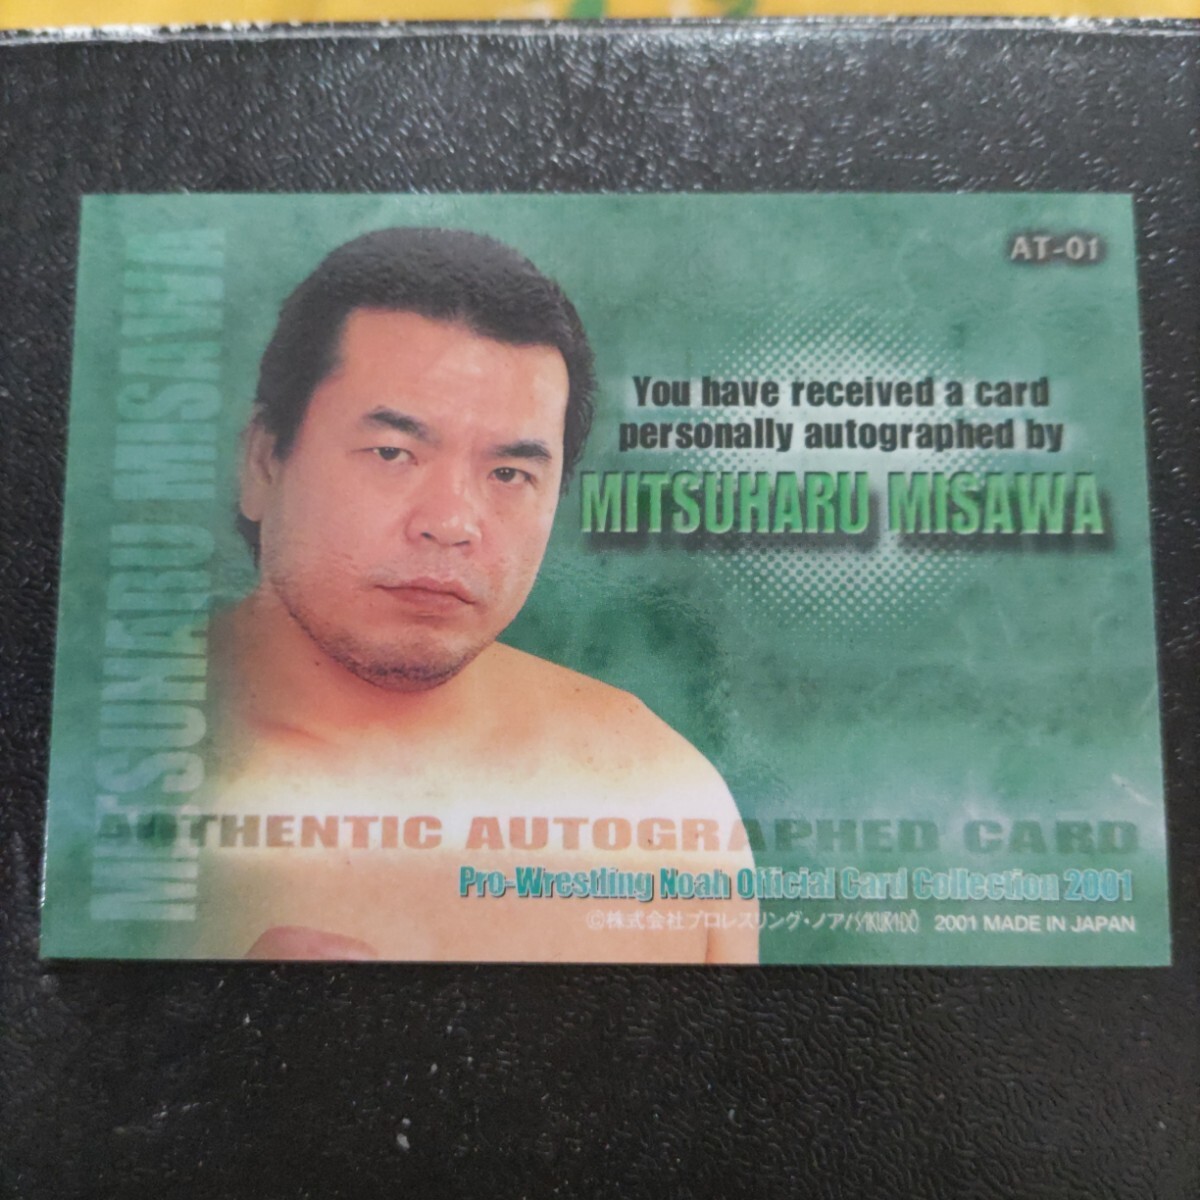 AT-01
You have received a card
personally autographed by
MITSUHARU MISAWA
MITSUHARU MISAWA
AUTHENTIC AUTOGRAPHED CARD
Pro-Wrestling Noah Official Card Collection 2001
©株式会社プロレスリング・ノア/SAKURADO 2001 MADE IN JAPAN